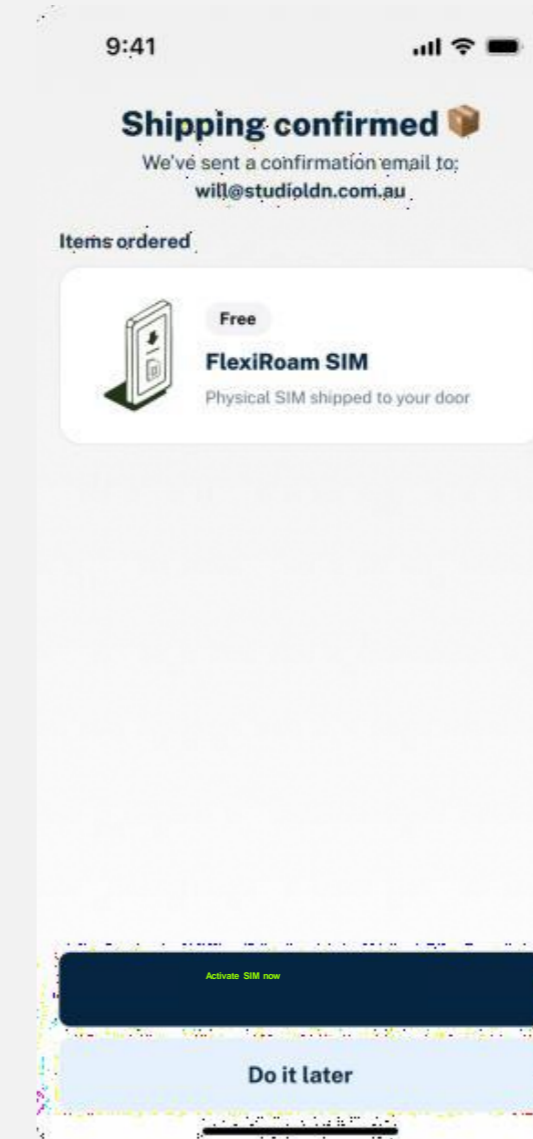 9:41
Shipping confirmed 📦
We've sent a confirmation email to:
will@studioldn.com.au
Items ordered
Free
FlexiRoam SIM
Physical SIM shipped to your door
Activate SIM now
Do it later